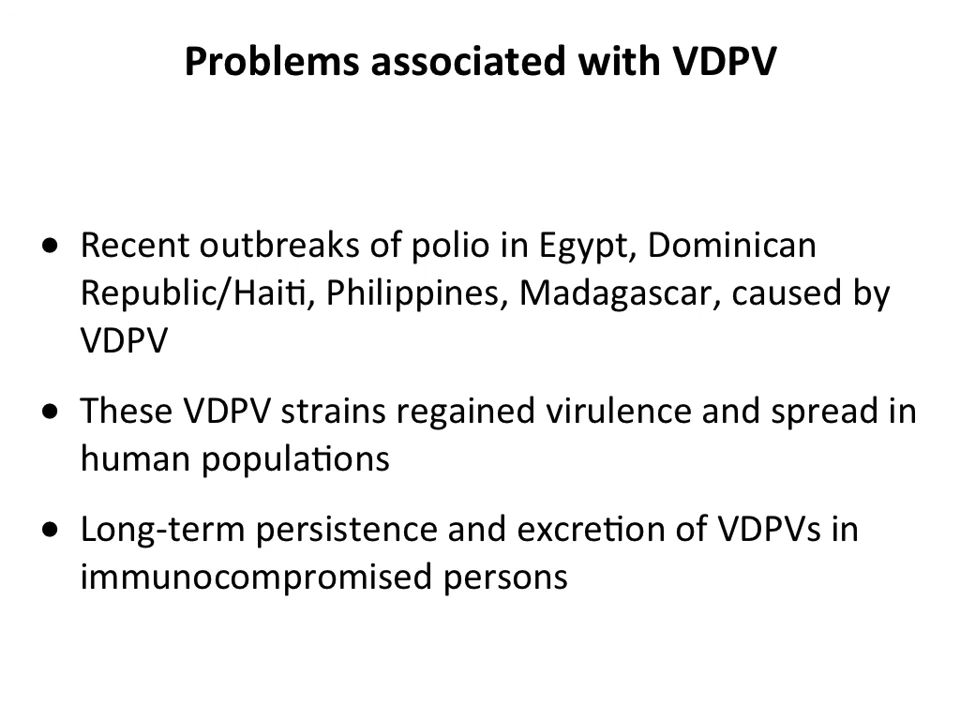 Problems associated with VDPV
• Recent outbreaks of polio in Egypt, Dominican
Republic/Haiti, Philippines, Madagascar, caused by
VDPV
• These VDPV strains regained virulence and spread in
human populations
• Long-term persistence and excretion of VDPVs in
immunocompromised persons